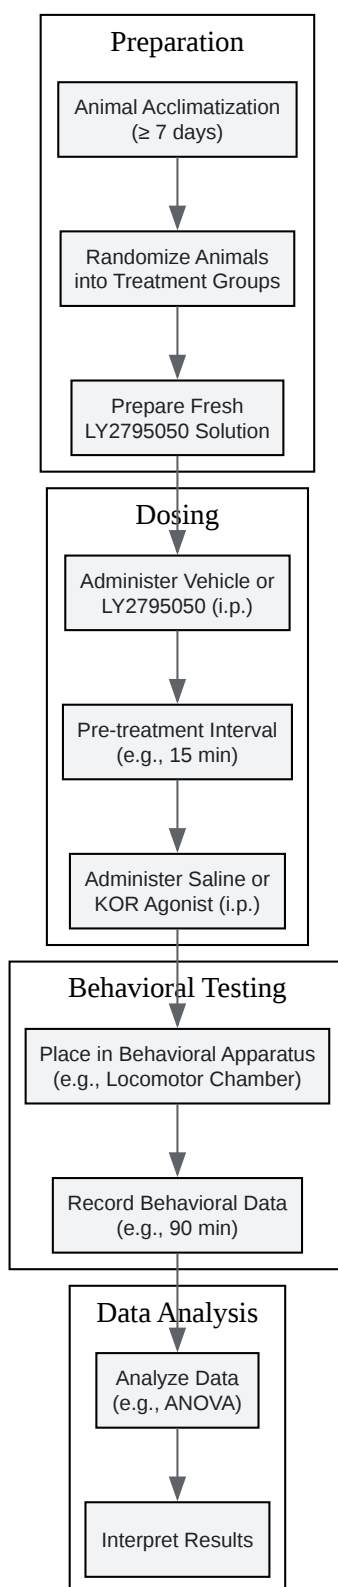 Preparation
Animal Acclimatization
(≥ 7 days)
Randomize Animals
into Treatment Groups
Prepare Fresh
LY2795050 Solution
Dosing
Administer Vehicle or
LY2795050 (i.p.)
Pre-treatment Interval
(e.g., 15 min)
Administer Saline or
KOR Agonist (i.p.)
Behavioral Testing
Place in Behavioral Apparatus
(e.g., Locomotor Chamber)
Record Behavioral Data
(e.g., 90 min)
Data Analysis
Analyze Data
(e.g., ANOVA)
Interpret Results